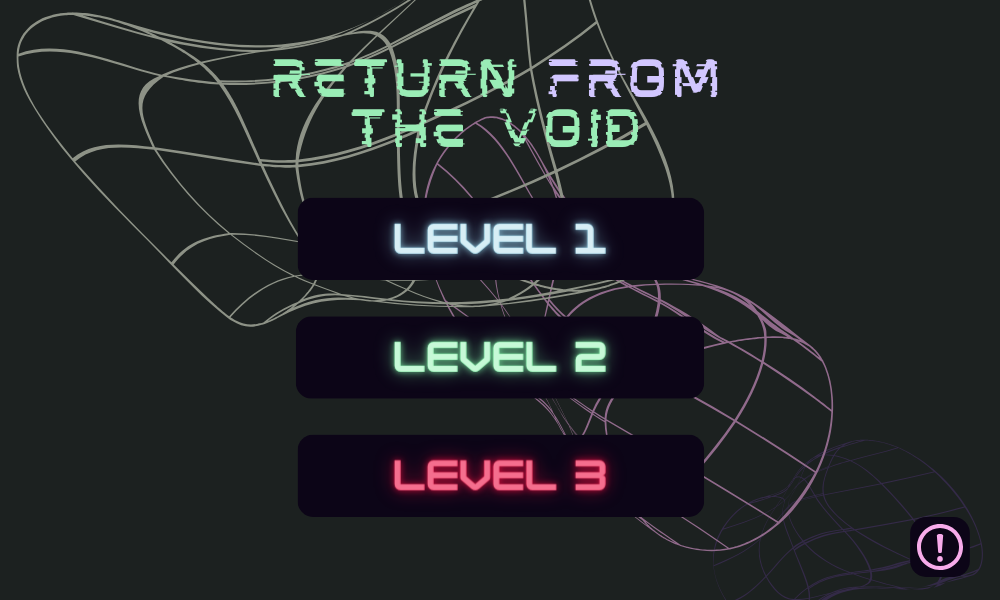 RETURN FROM
THE VOID
LEVEL 1
LEVEL 2
LEVEL 3
!